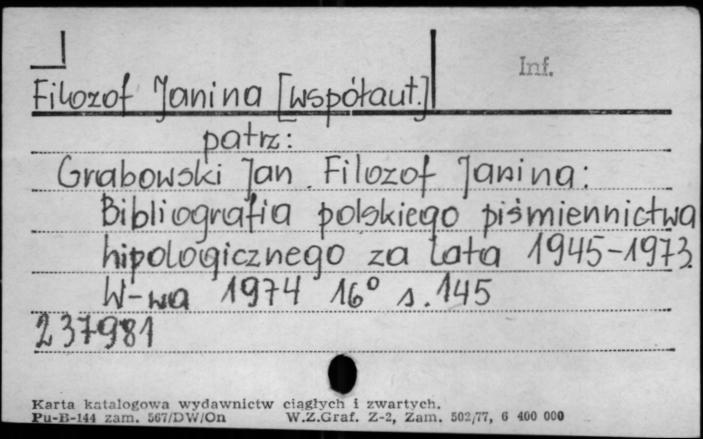 Inf.
Filozof Janina [współaut.]
patrz:
Grabowski Jan. Filozof Janina:
Bibliografia polskiego piśmiennictwa
hipologicznego za lata 1945-1973.
W-wa 1974 16° s. 145
237981
Karta katalogowa wydawnictw ciągłych i zwartych.
Pu-B-144 zam. 567/DW/On W.Z.Graf. Z-2, Zam. 502/77, 6 400 000